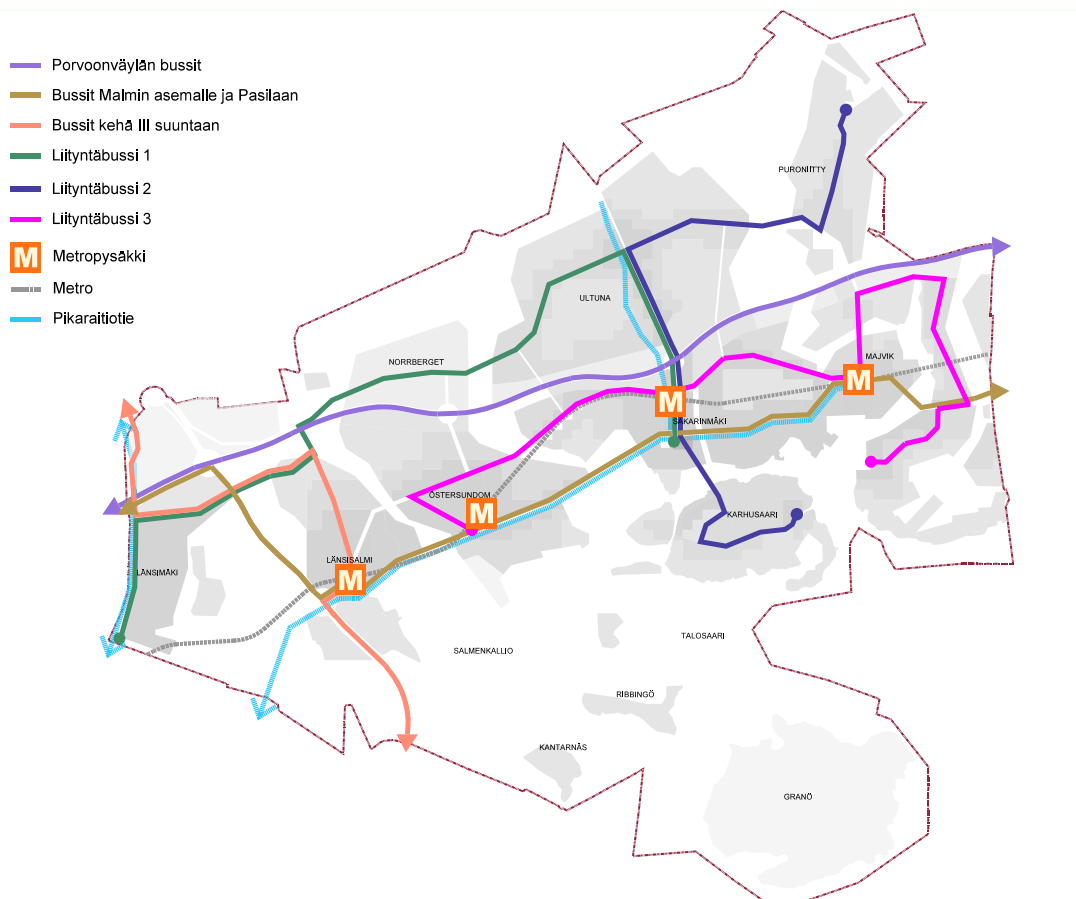 Porvoonväylän bussit
Bussit Malmin asemalle ja Pasilaan
Bussit kehä III suuntaan
Liityntäbussi 1
Liityntäbussi 2
Liityntäbussi 3
M Metropysäkki
Metro
Pikaraitiotie
PURONIITTY
ULTUNA
NORRBERGET
MAJVIK
M
M
SAKARINMÄKI
ÖSTERSUNDOM
M
KARHUSAARI
LÄNSISALMI
M
LÄNSIMÄKI
TALOSAARI
SALMENKALLIO
RIBBINGÖ
KANTARNÄS
GRANÖ